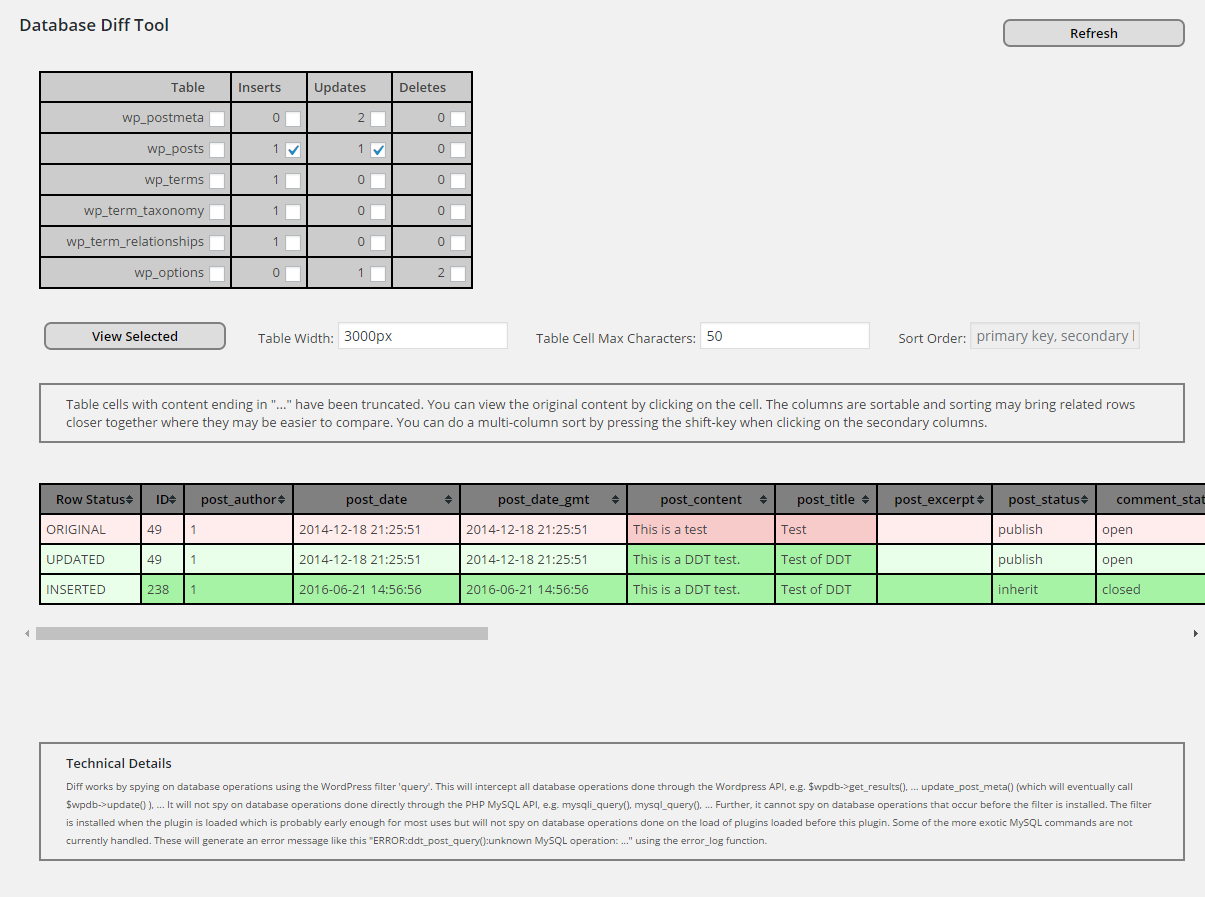 Database Diff Tool
Refresh
Table Inserts Updates Deletes
wp_postmeta 0 2 0
wp_posts 1 1 0
wp_terms 1 0 0
wp_term_taxonomy 1 0 0
wp_term_relationships 1 0 0
wp_options 0 1 2
View Selected Table Width: 3000px Table Cell Max Characters: 50 Sort Order: primary key, secondary
Table cells with content ending in "..." have been truncated. You can view the original content by clicking on the cell. The columns are sortable and sorting may bring related rows
closer together where they may be easier to compare. You can do a multi-column sort by pressing the shift-key when clicking on the secondary columns.
Row Status ID post_author post_date post_date_gmt post_content post_title post_excerpt post_status comment_stat
ORIGINAL 49 1 2014-12-18 21:25:51 2014-12-18 21:25:51 This is a test Test publish open
UPDATED 49 1 2014-12-18 21:25:51 2014-12-18 21:25:51 This is a DDT test. Test of DDT publish open
INSERTED 238 1 2016-06-21 14:56:56 2016-06-21 14:56:56 This is a DDT test. Test of DDT inherit closed
Technical Details
Diff works by spying on database operations using the WordPress filter 'query'. This will intercept all database operations done through the Wordpress API, e.g. $wpdb->get_results(), ... update_post_meta() (which will eventually call
$wpdb->update() ), ... It will not spy on database operations done directly through the PHP MySQL API, e.g. mysqli_query(), mysql_query(), ... Further, it cannot spy on database operations that occur before the filter is installed. The filter
is installed when the plugin is loaded which is probably early enough for most uses but will not spy on database operations done on the load of plugins loaded before this plugin. Some of the more exotic MySQL commands are not
currently handled. These will generate an error message like this "ERROR:ddt_post_query():unknown MySQL operation: ..." using the error_log function.